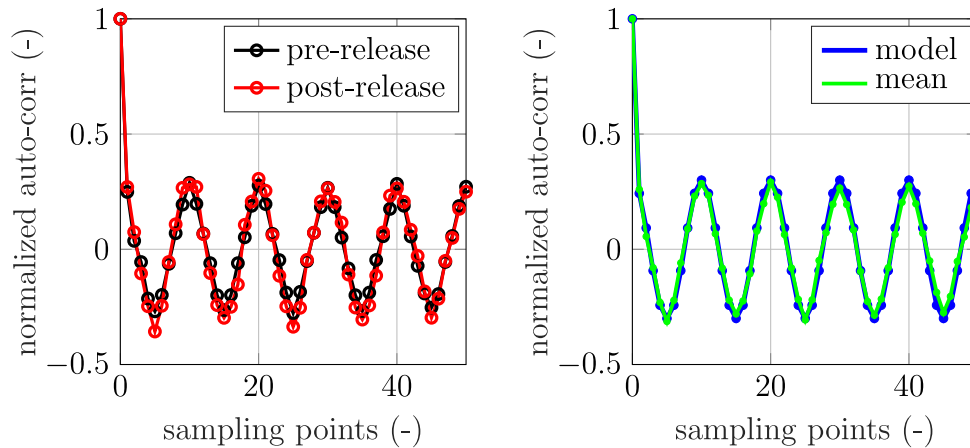 normalized auto-corr (-)
1
0.5
0
−0.5
pre-release
post-release
0
20
40
sampling points (-)
normalized auto-corr (-)
1
0.5
0
−0.5
model
mean
0
20
40
sampling points (-)